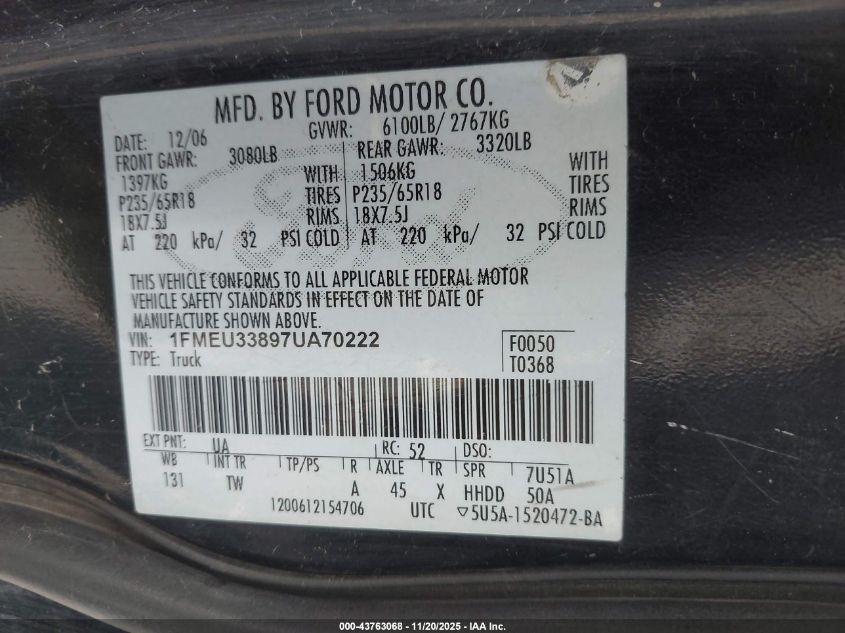 MFD. BY FORD MOTOR CO.
DATE: 12/06 GVWR: 6100LB/ 2767KG
FRONT GAWR: 3080LB REAR GAWR: 3320LB
1397KG WITH 1506KG WITH
P235/65R18 TIRES P235/65R18 TIRES
18X7.5J RIMS 18X7.5J RIMS
AT 220 kPa/ 32 PSI COLD AT 220 kPa/ 32 PSI COLD
THIS VEHICLE CONFORMS TO ALL APPLICABLE FEDERAL MOTOR
VEHICLE SAFETY STANDARDS IN EFFECT ON THE DATE OF
MANUFACTURE SHOWN ABOVE.
VIN: 1FMEU33897UA70222 F0050
TYPE: Truck T0368
EXT PNT: UA RC: 52 DSO:
WB INT TR TP/PS R AXLE TR SPR 7U51A
131 TW A 45 X HHDD 50A
1200612154706 UTC ▽5U5A-1520472-BA
000-43763068 - 11/20/2025 - IAA Inc.